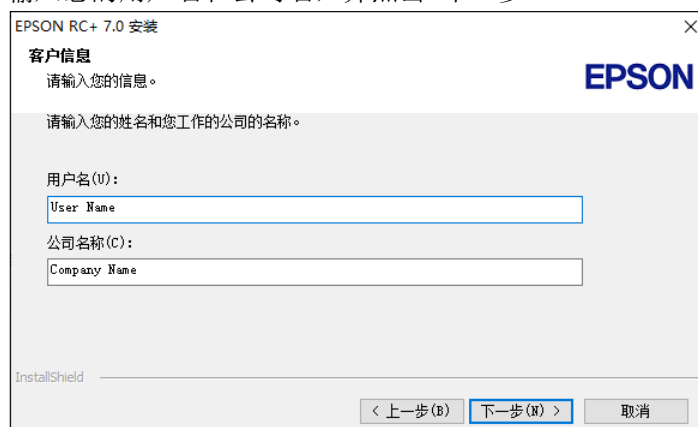 EPSON RC+ 7.0 安装
客户信息
请输入您的信息。
EPSON
请输入您的姓名和您工作的公司的名称。
用户名(U):
User Name
公司名称(C):
Company Name
InstallShield
< 上一步(B)
下一步(N) >
取消